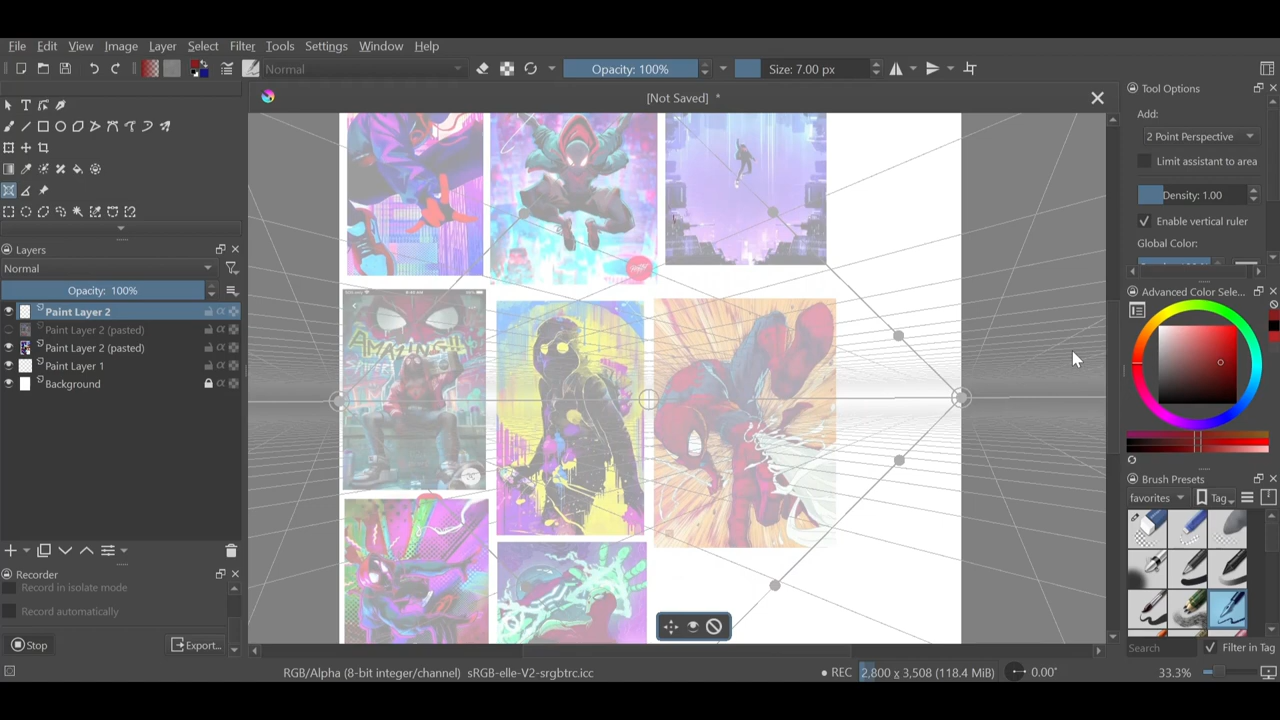 File Edit View Image Layer Select Filter Tools Settings Window Help
Normal Opacity: 100% Size: 7.00 px
[Not Saved] *
Tool Options
Add:
2 Point Perspective
Limit assistant to area
Density: 1.00
Enable vertical ruler
Global Color:
Layers
Normal
Opacity: 100%
Paint Layer 2
Paint Layer 2 (pasted)
Paint Layer 2 (pasted)
Paint Layer 1
Background
Recorder
Record in isolate mode
Record automatically
Stop Export...
AMAZING!!!
Advanced Color Sele...
Brush Presets
favorites Tag
Search Filter in Tag
RGB/Alpha (8-bit integer/channel) sRGB-elle-V2-srgbtrc.icc REC 2,800 x 3,508 (118.4 MiB) 0.00° 33.3%